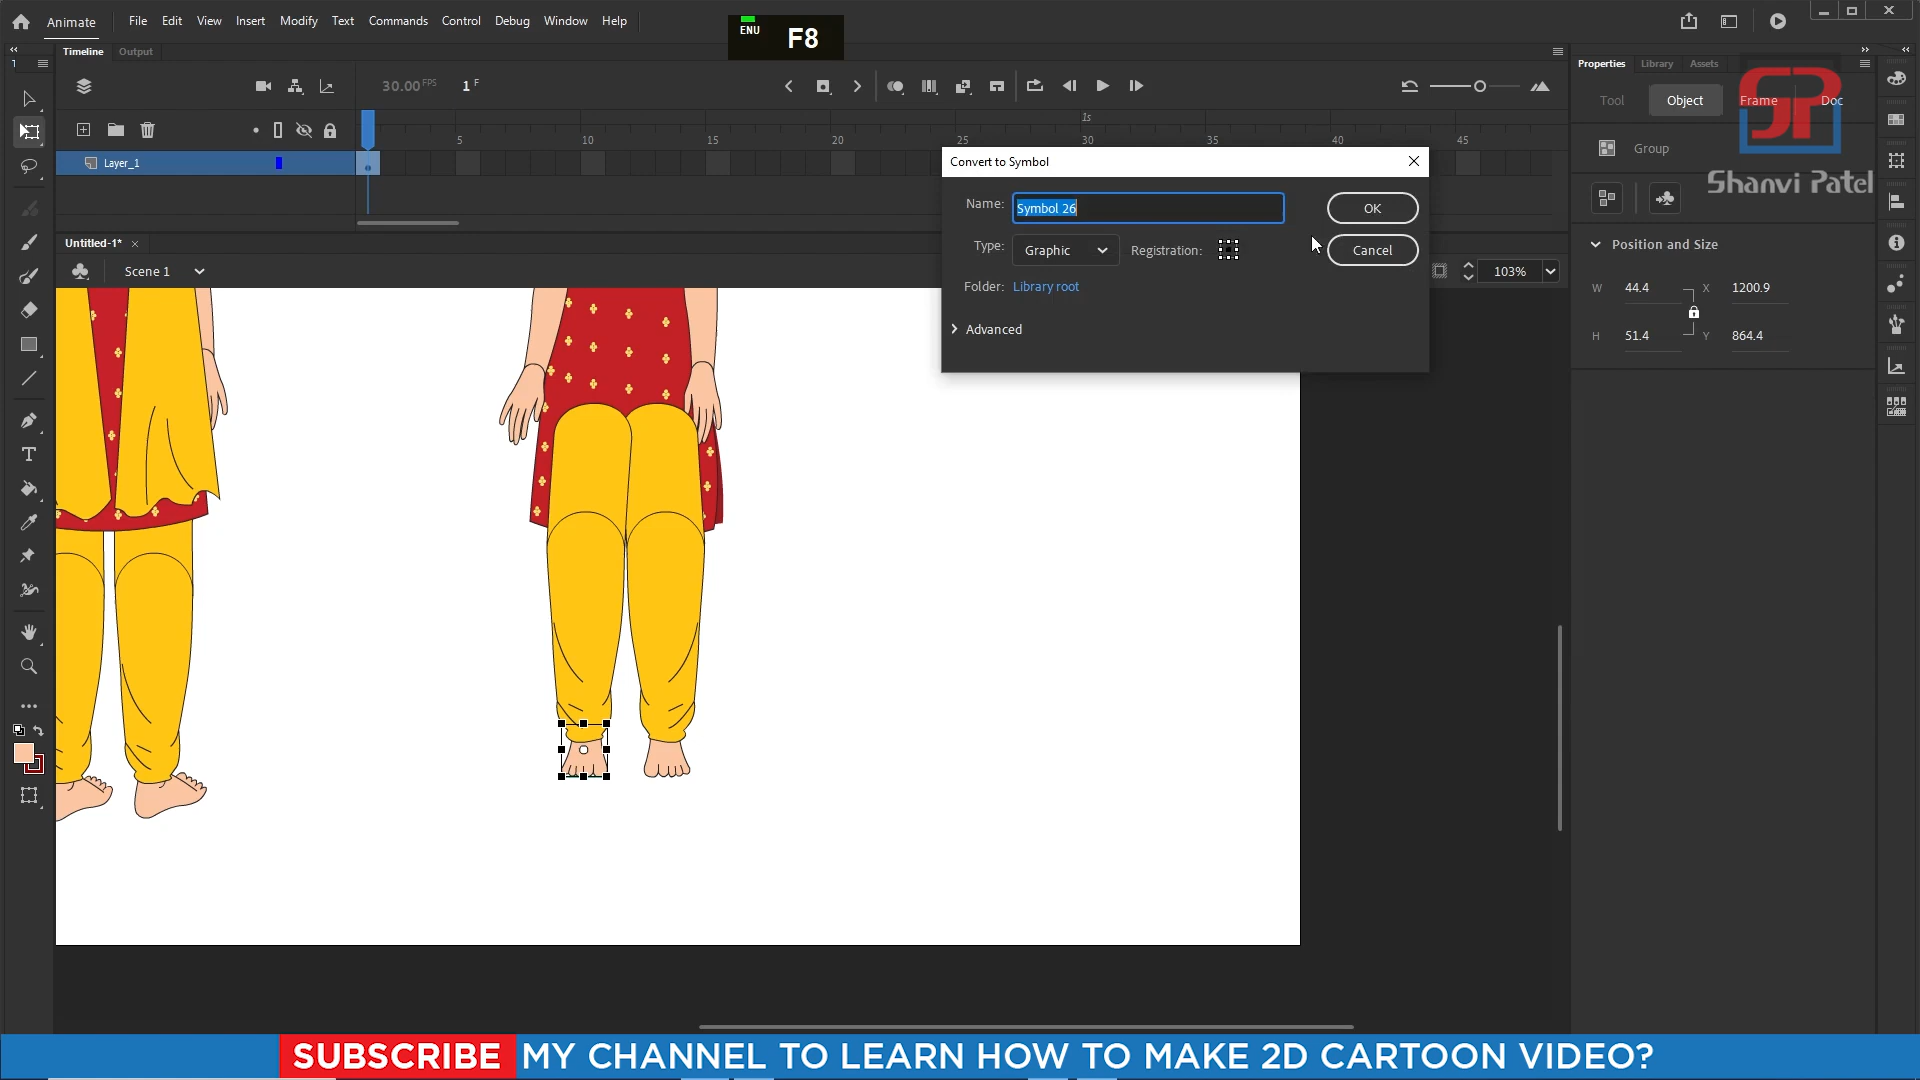 Animate File Edit View Insert Modify Text Commands Control Debug Window Help
ENU F8
Timeline Output
30.00 FPS 1 F
1s
5 10 15 20 25 30 35 40 45
Layer_1
Untitled-1* ×
Scene 1
103%
Convert to Symbol
Name: Symbol 26 OK
Type: Graphic Registration: Cancel
Folder: Library root
Advanced
Properties Library Assets
Tool Object Frame Doc
Group
SP
Shanvi Patel
Position and Size
W 44.4 X 1200.9
H 51.4 Y 864.4
SUBSCRIBE MY CHANNEL TO LEARN HOW TO MAKE 2D CARTOON VIDEO?